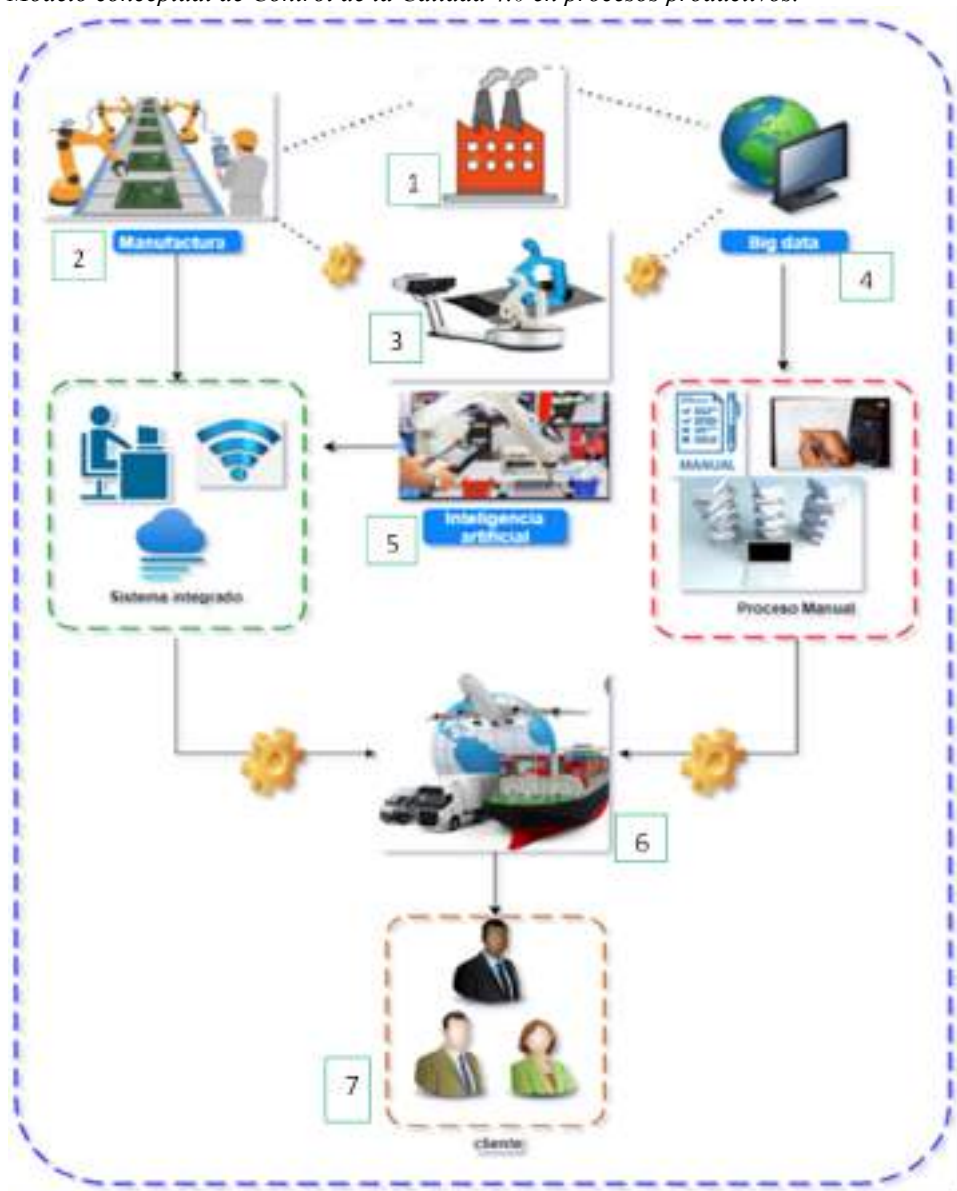 Modelo conceptual de Control de la Calidad 4.0 en procesos productivos.
1
2
Manufactura
Big data
4
3
MANUAL
5
Inteligencia
artificial
Sistema integrado
Proceso Manual
6
7
cliente